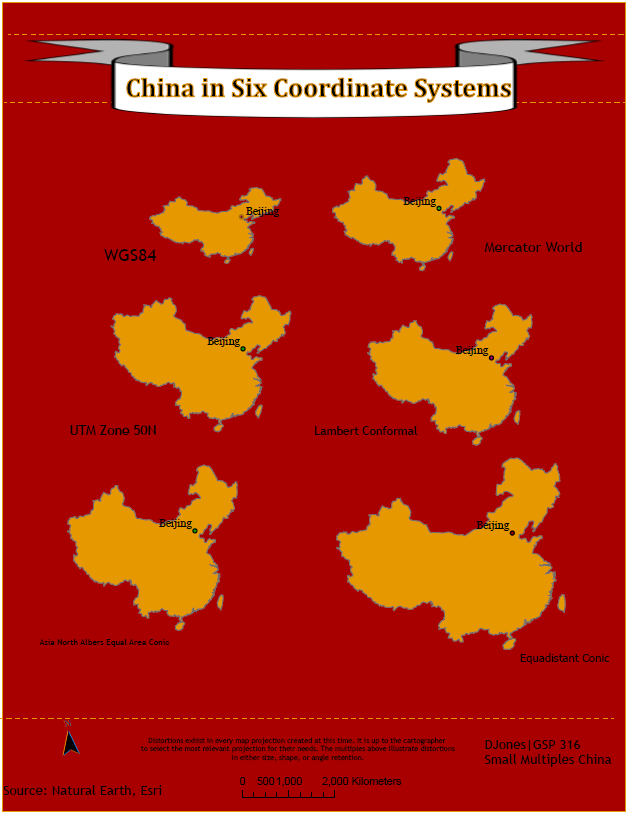 China in Six Coordinate Systems
Beijing
WGS84
Beijing
Mercator World
Beijing
UTM Zone 50N
Beijing
Lambert Conformal
Beijing
Asia North Albers Equal Area Conic
Beijing
Equadistant Conic
N
Distortions exist in every map projection created at this time. It is up to the cartographer
to select the most relevant projection for their needs. The multiples above illustrate distortions
in either size, shape, or angle retention.
DJones|GSP 316
Small Multiples China
0 500 1,000 2,000 Kilometers
Source: Natural Earth, Esri